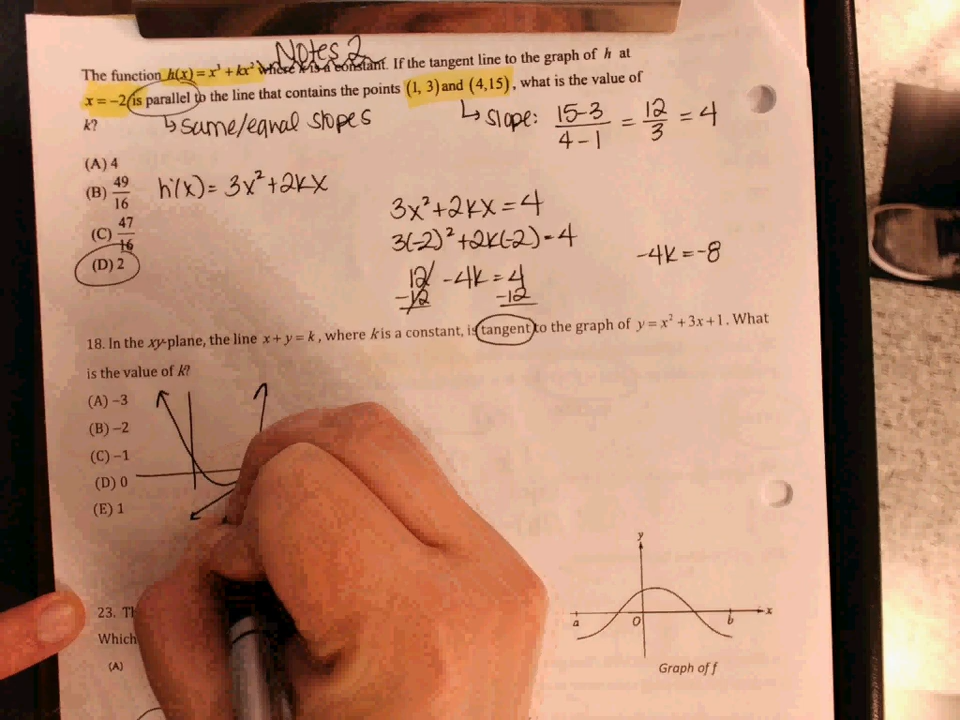 Notes 2
The function h(x) = x³ + kx² where k is a constant. If the tangent line to the graph of h at
x = −2 is parallel to the line that contains the points (1, 3) and (4,15), what is the value of
k?
↳ same/equal slopes
↳ slope: 15-3 / 4-1 = 12/3 = 4
(A) 4
(B) 49/16
(C) 47/16
(D) 2
h'(x) = 3x²+2kx
3x²+2kx = 4
3(-2)²+2k(-2) = 4
12 -4k = 4
-12 -12
-4k = -8
18. In the xy-plane, the line x + y = k, where k is a constant, is tangent to the graph of y = x² + 3x + 1. What
is the value of k?
(A) −3
(B) −2
(C) −1
(D) 0
(E) 1
23.
Which
(A)
y
a O b x
Graph of f